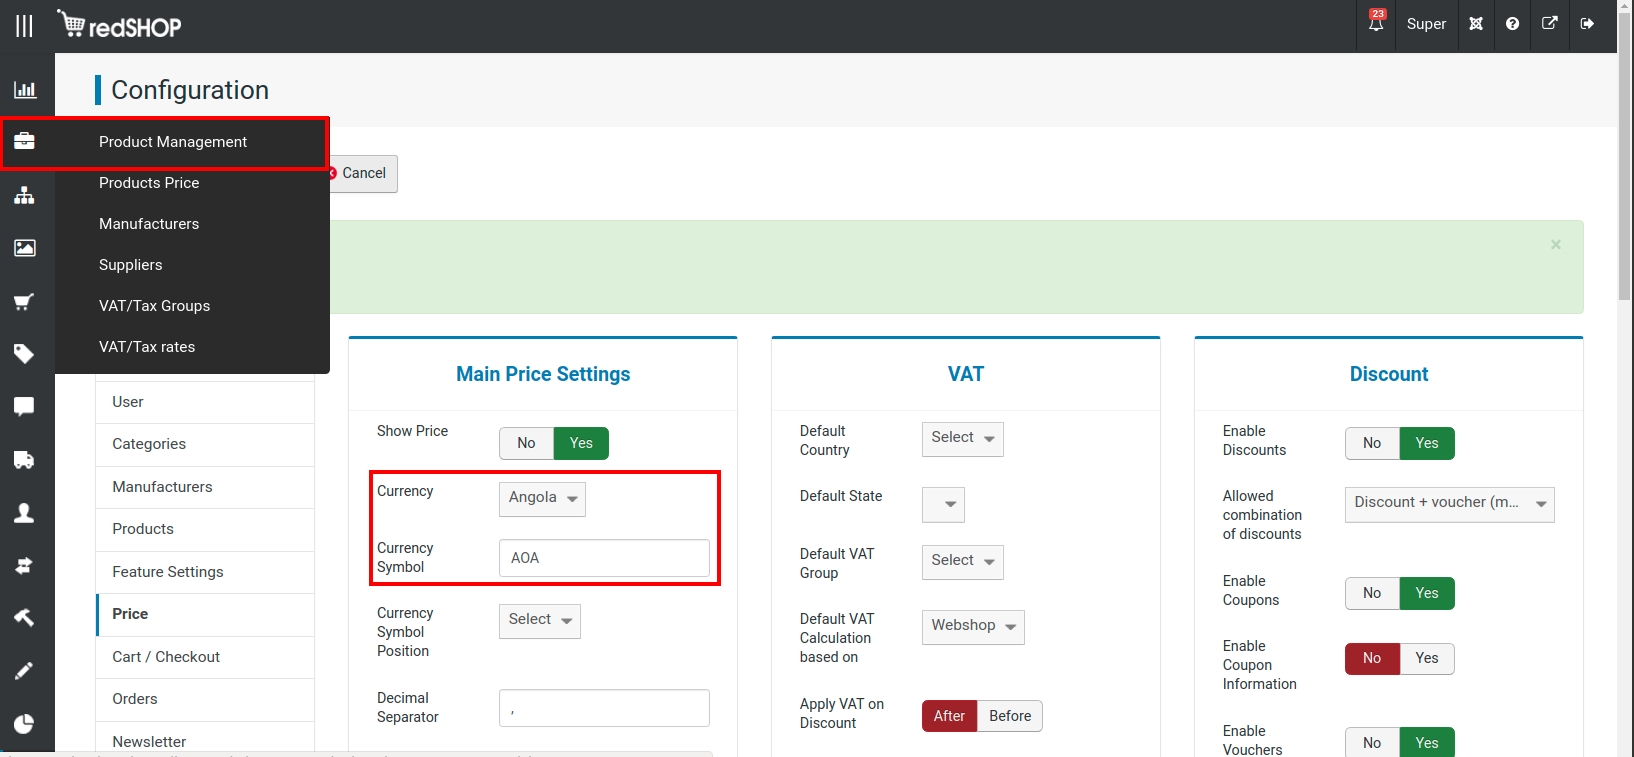 redSHOP
23
Super
Configuration
Product Management
Products Price
Manufacturers
Suppliers
VAT/Tax Groups
VAT/Tax rates
Cancel
×
User
Categories
Manufacturers
Products
Feature Settings
Price
Cart / Checkout
Orders
Newsletter
Main Price Settings
Show Price
No Yes
Currency
Angola
Currency
Symbol
AOA
Currency
Symbol
Position
Select
Decimal
Separator
,
VAT
Default
Country
Select
Default State
Default VAT
Group
Select
Default VAT
Calculation
based on
Webshop
Apply VAT on
Discount
After Before
Discount
Enable
Discounts
No Yes
Allowed
combination
of discounts
Discount + voucher (m...
Enable
Coupons
No Yes
Enable
Coupon
Information
No Yes
Enable
Vouchers
No Yes